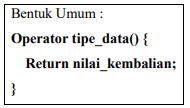 Bentuk Umum :
Operator tipe_data() {
Return nilai_kembalian;
}